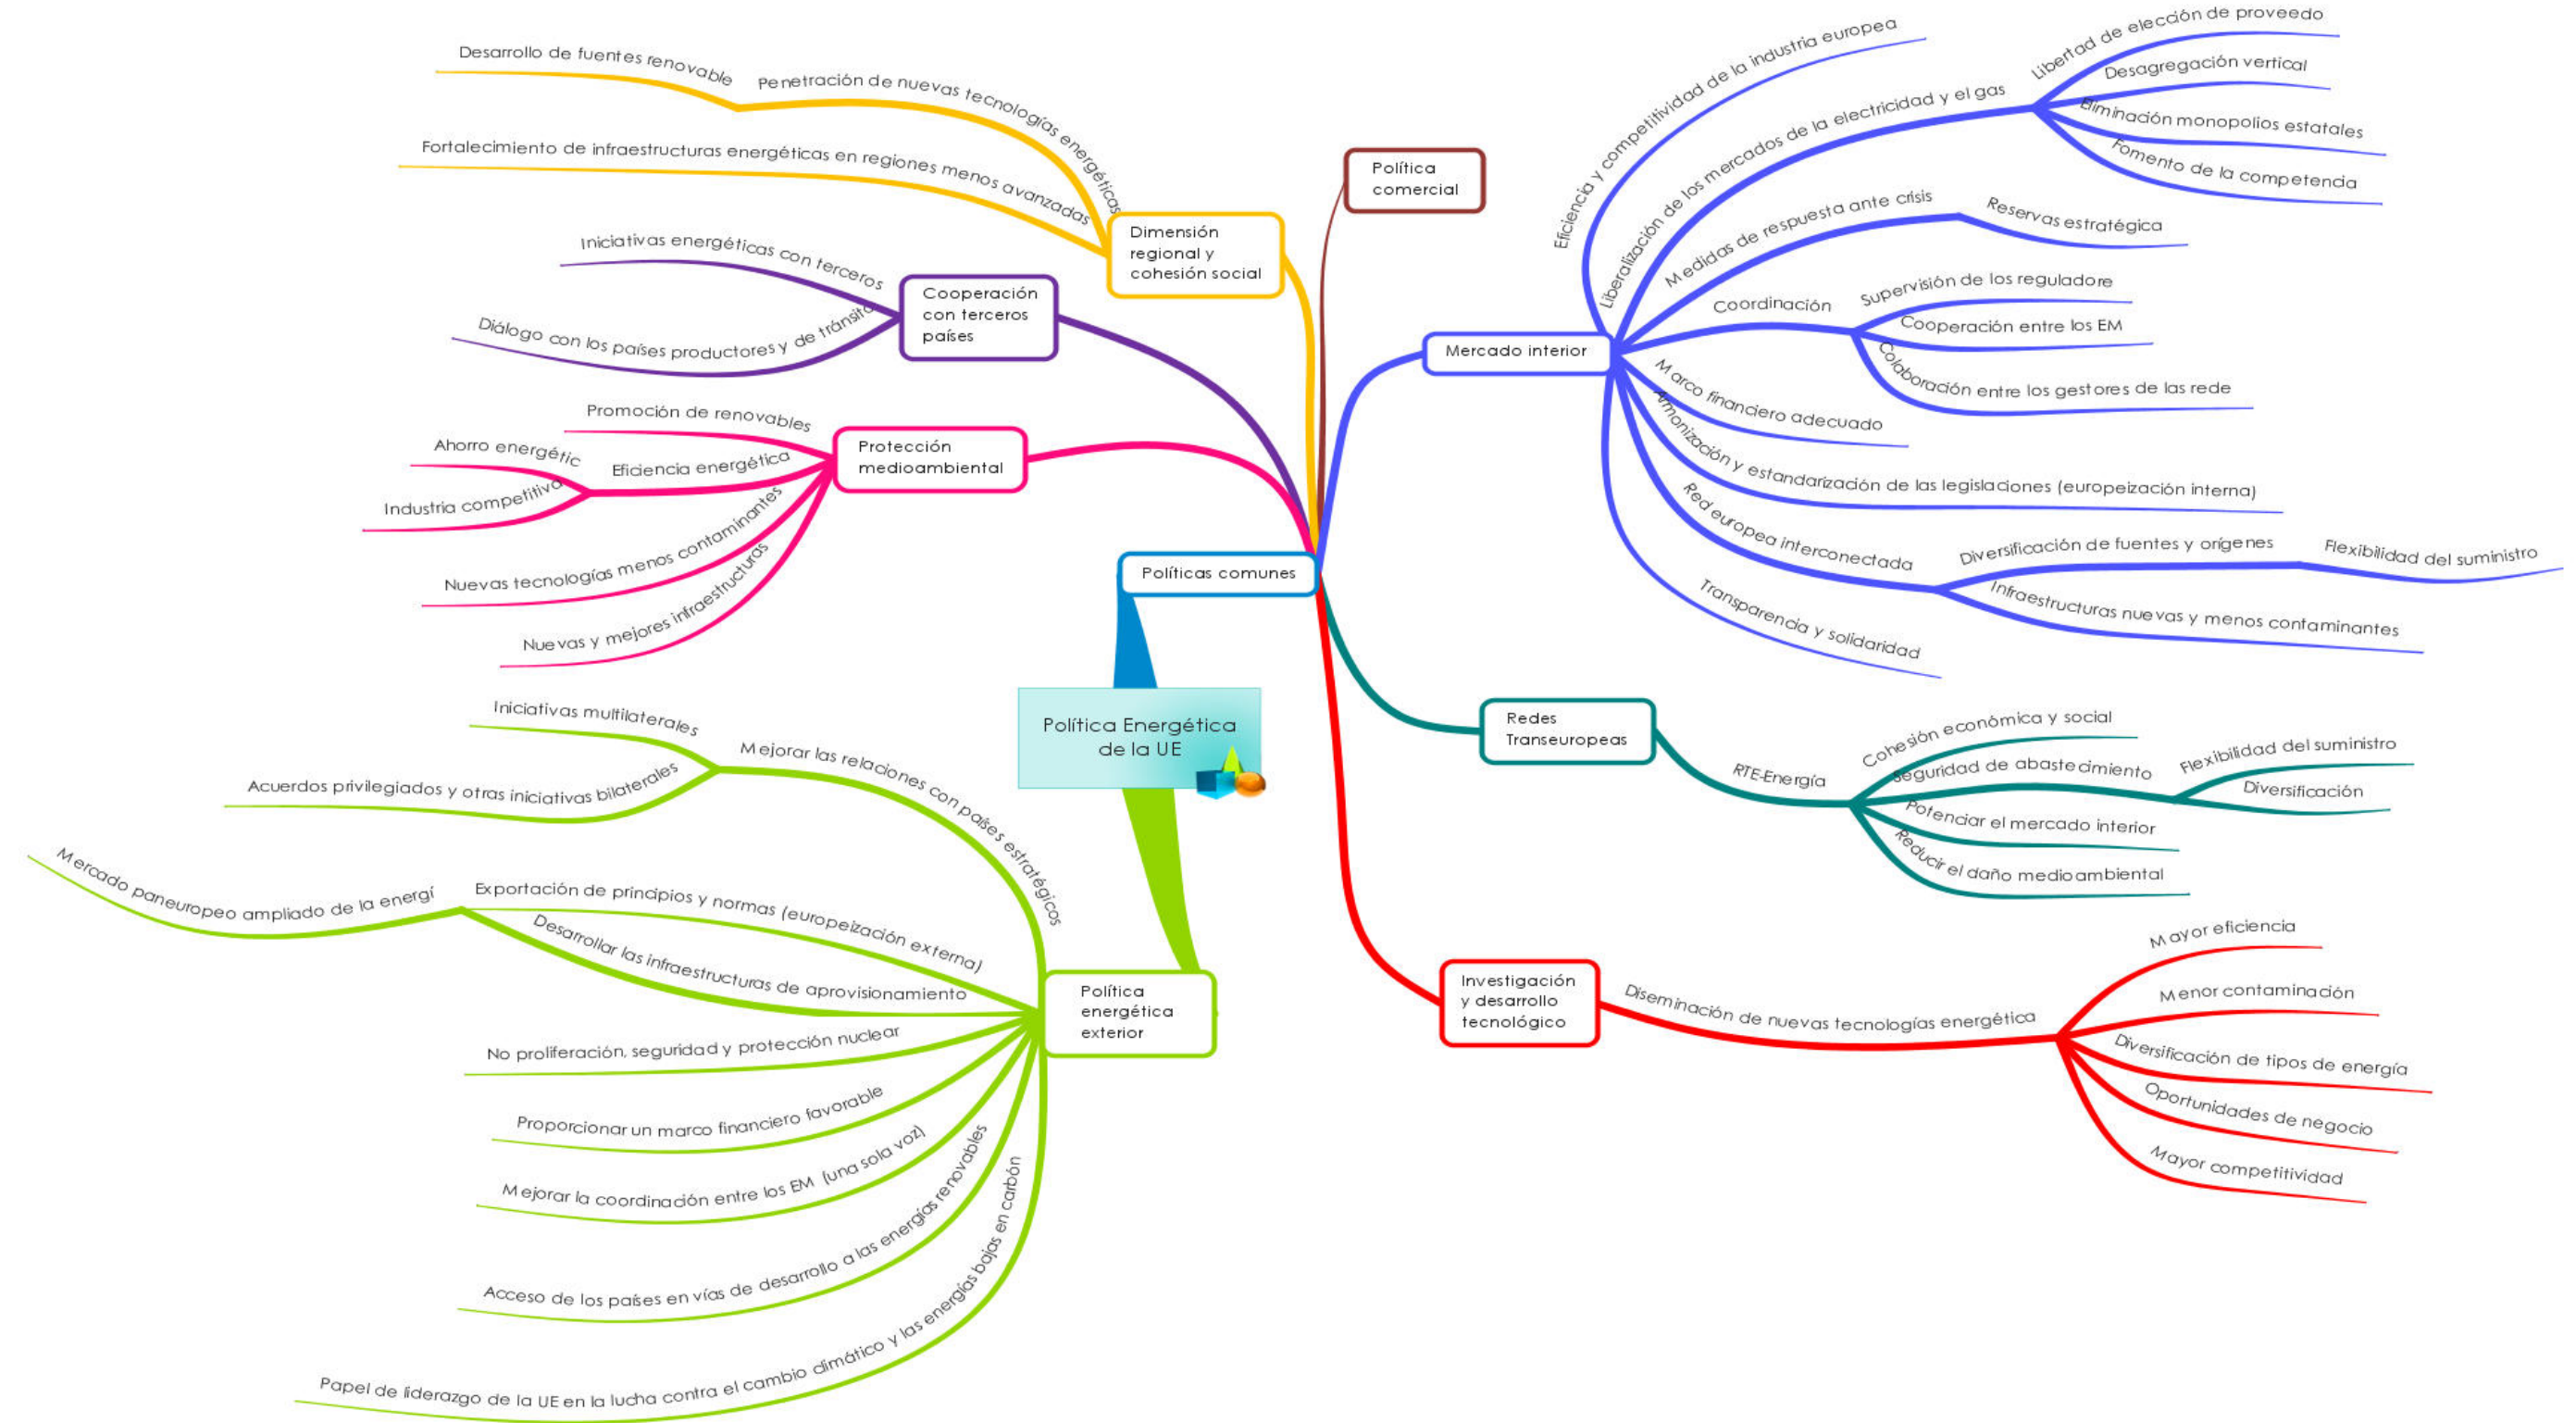 Política Energética
de la UE
Políticas comunes
Política
comercial
Mercado interior
Eficiencia y competitividad de la industria europea
Liberalización de los mercados de la electricidad y el gas
Libertad de elección de proveedo
Desagregación vertical
Eliminación monopolios estatales
Fomento de la competencia
Medidas de respuesta ante crisis
Reservas estratégica
Coordinación
Supervisión de los reguladore
Cooperación entre los EM
Colaboración entre los gestores de las rede
Marco financiero adecuado
Armonización y estandarización de las legislaciones (europeización interna)
Red europea interconectada
Diversificación de fuentes y orígenes
Flexibilidad del suministro
Infraestructuras nuevas y menos contaminantes
Transparencia y solidaridad
Redes
Transeuropeas
RTE-Energía
Cohesión económica y social
Seguridad de abastecimiento
Flexibilidad del suministro
Diversificación
Potenciar el mercado interior
Reducir el daño medioambiental
Investigación
y desarrollo
tecnológico
Diseminación de nuevas tecnologías energética
Mayor eficiencia
Menor contaminación
Diversificación de tipos de energía
Oportunidades de negocio
Mayor competitividad
Dimensión
regional y
cohesión social
Penetración de nuevas tecnologías energéticas
Desarrollo de fuentes renovable
Fortalecimiento de infraestructuras energéticas en regiones menos avanzadas
Cooperación
con terceros
países
Iniciativas energéticas con terceros
Diálogo con los países productores y de tránsito
Protección
medioambiental
Promoción de renovables
Eficiencia energética
Ahorro energétic
Industria competitiva
Nuevas tecnologías menos contaminantes
Nuevas y mejores infraestructuras
Política
energética
exterior
Mejorar las relaciones con países estratégicos
Iniciativas multilaterales
Acuerdos privilegiados y otras iniciativas bilaterales
Exportación de principios y normas (europeización externa)
Mercado paneuropeo ampliado de la energí
Desarrollar las infraestructuras de aprovisionamiento
No proliferación, seguridad y protección nuclear
Proporcionar un marco financiero favorable
Mejorar la coordinación entre los EM (una sola voz)
Acceso de los países en vías de desarrollo a las energías renovables
Papel de liderazgo de la UE en la lucha contra el cambio climático y las energías bajas en carbón